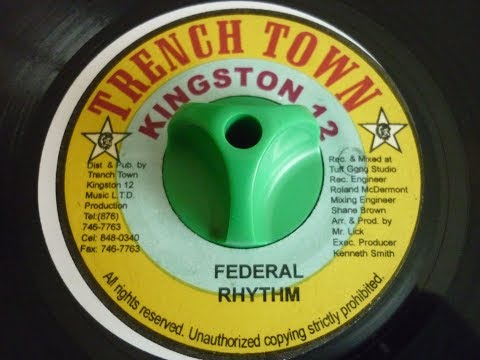 TRENCH TOWN
KINGSTON 12
Dist & Pub. by
Trench Town
Kingston 12
Music L.T.D.
Production
Tel:(876)
746-7763
Cel: 848-0340
Fax: 746-7763
Rec. & Mixed at
Tuff Gong Studio
Rec. Engineer
Roland McDermont
Mixing Engineer
Shane Brown
Arr. & Prod. by
Mr. Lick
Exec. Producer
Kenneth Smith
FEDERAL
RHYTHM
All rights reserved. Unauthorized copying strictly prohibited.